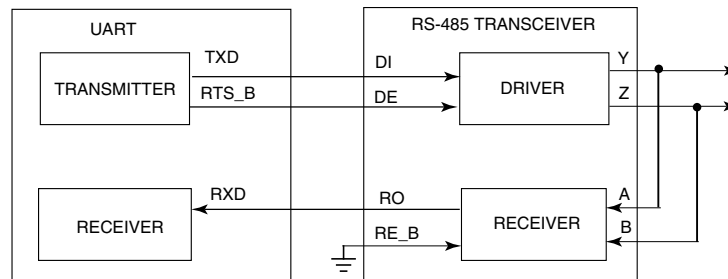 UART
RS-485 TRANSCEIVER
TXD
DI
Y
TRANSMITTER
DRIVER
RTS_B
DE
Z
RXD
RO
A
RECEIVER
RECEIVER
RE_B
B